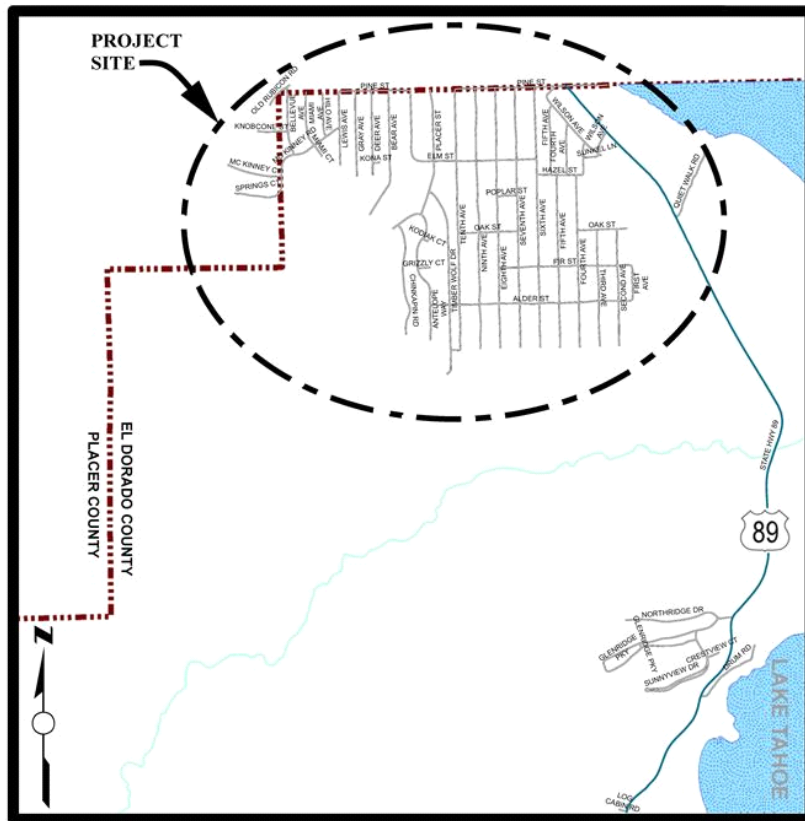 PROJECT
SITE
OLD RUBICON RD
PINE ST
PINE ST
BELLEVUE
AVE
MIAMI
AVE
HILO AVE
KNOBCONE ST
MIAMI CT
LEWIS AVE
GRAY AVE
DEER AVE
BEAR AVE
KONA ST
PLACER ST
ELM ST
WILSON AVE
WILSON
AVE
FIFTH AVE
FOURTH
AVE
SUNKEL LN
HAZEL ST
MC KINNEY CT
SPRINGS CT
QUIET WALK RD
POPLAR ST
TENTH AVE
OAK ST
NINTH AVE
EIGHTH AVE
SEVENTH AVE
SIXTH AVE
FIFTH AVE
FOURTH AVE
OAK ST
KODIAK CT
GRIZZLY CT
CHINKAPIN RD
ANTELOPE
WAY
TIMBER WOLF DR
FIR ST
THIRD AVE
SECOND AVE
FIRST
AVE
ALDER ST
EL DORADO COUNTY
PLACER COUNTY
STATE HWY 89
89
NORTHRIDGE DR
GLENRIDGE
PKY
GLENRIDGE PKY
CRESTVIEW CT
SUNNYVIEW DR
DRUM RD
LAKE TAHOE
LOG
CABIN RD
Z